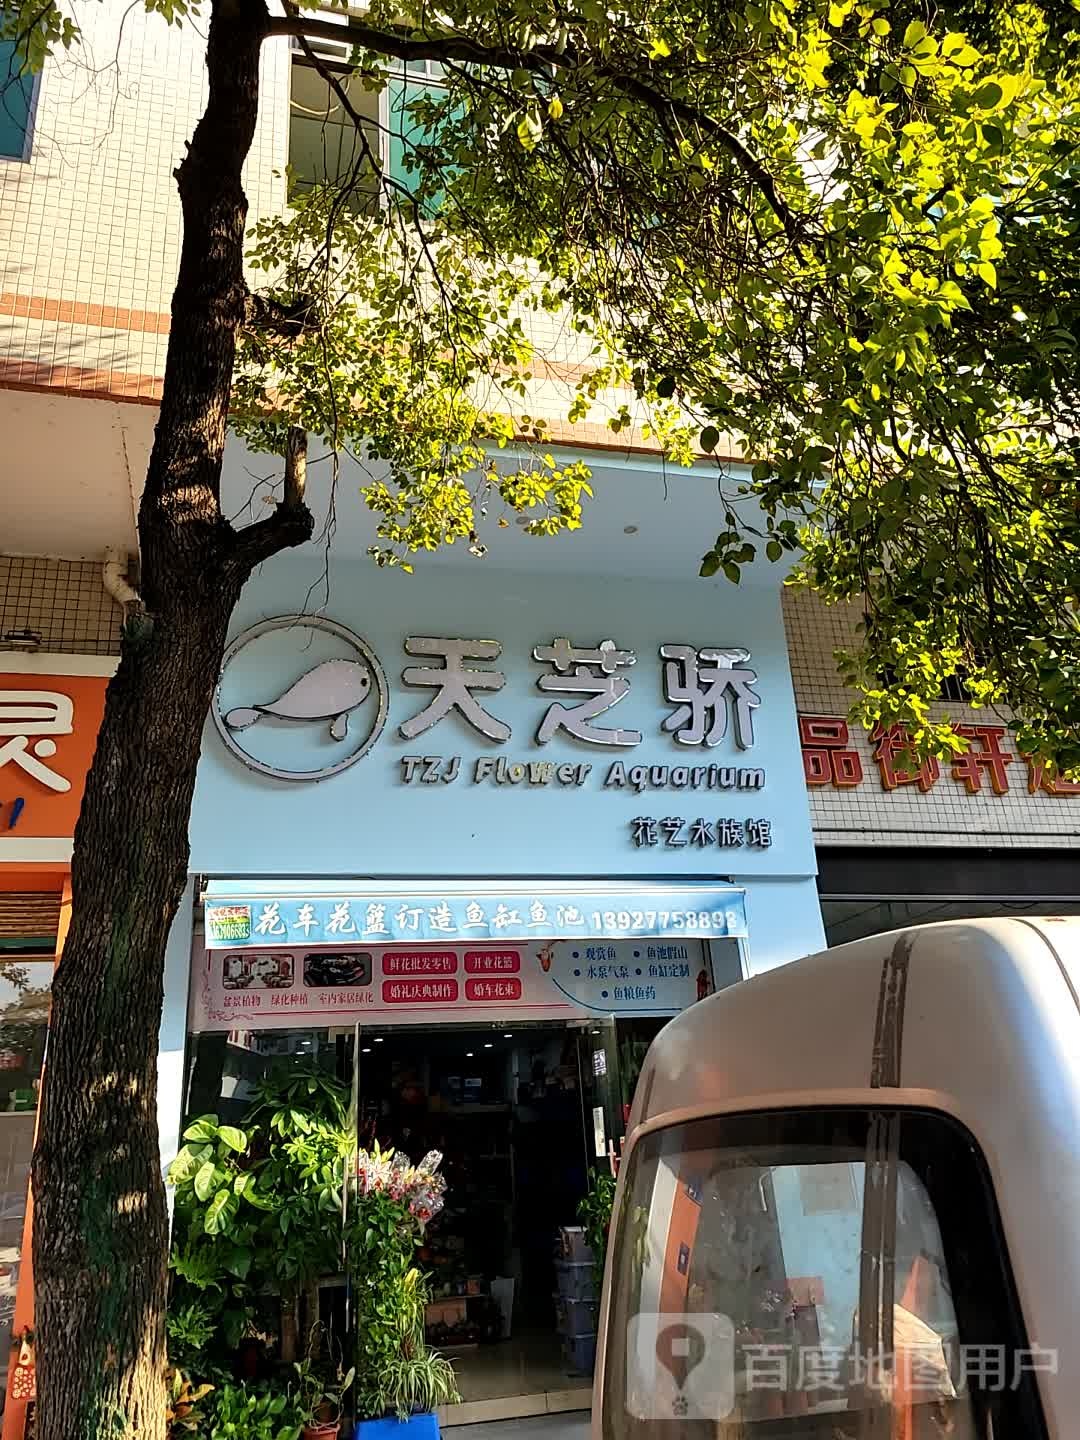 天芝骄
TZJ Flower Aquarium
花艺水族馆
灵
品御轩
花车花篮订造鱼缸鱼池 13927758893
鲜花批发零售 开业花篮
婚礼庆典制作 婚车花束
盆景植物 绿化种植 室内家居绿化
• 观赏鱼 • 鱼池假山
• 水泵气泵 • 鱼缸定制
• 鱼粮鱼药
百度地图用户